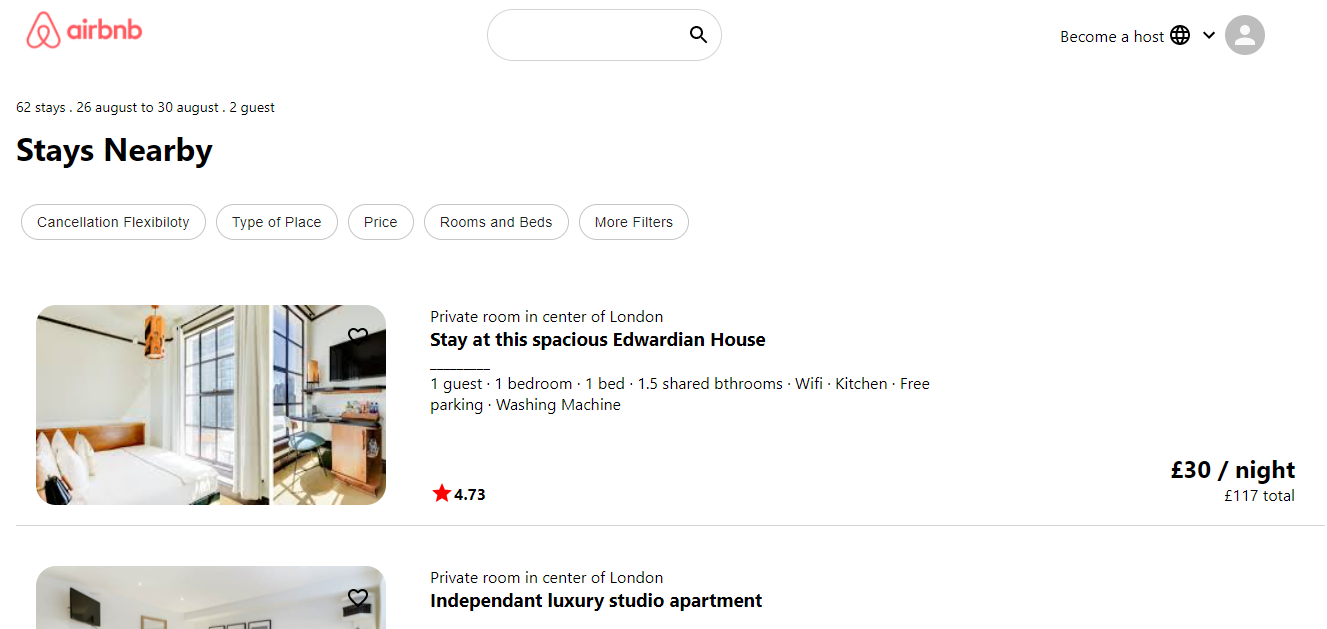 airbnb
Become a host
62 stays . 26 august to 30 august . 2 guest
Stays Nearby
Cancellation Flexibiloty
Type of Place
Price
Rooms and Beds
More Filters
Private room in center of London
Stay at this spacious Edwardian House
_________
1 guest · 1 bedroom · 1 bed · 1.5 shared bthrooms · Wifi · Kitchen · Free
parking · Washing Machine
£30 / night
4.73
£117 total
Private room in center of London
Independant luxury studio apartment